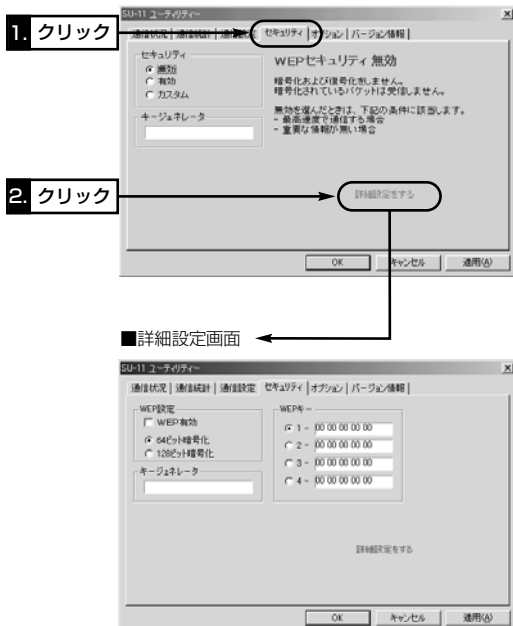 SU-11 ユーティリティー
1. クリック
通信状況 通信統計 通信設定 セキュリティ オプション バージョン情報
セキュリティ
無効
有効
カスタム
キージェネレータ
WEPセキュリティ 無効
暗号化および復号化をしません。
暗号化されているパケットは受信しません。
無効を選んだときは、下記の条件に該当します。
- 最高速度で通信する場合
- 重要な情報が無い場合
2. クリック
詳細設定をする
OK キャンセル 適用(A)
■詳細設定画面
SU-11 ユーティリティー
通信状況 通信統計 通信設定 セキュリティ オプション バージョン情報
WEP設定
WEP有効
64ビット暗号化
128ビット暗号化
キージェネレータ
WEPキー
1 - 00 00 00 00 00
2 - 00 00 00 00 00
3 - 00 00 00 00 00
4 - 00 00 00 00 00
詳細設定をする
OK キャンセル 適用(A)